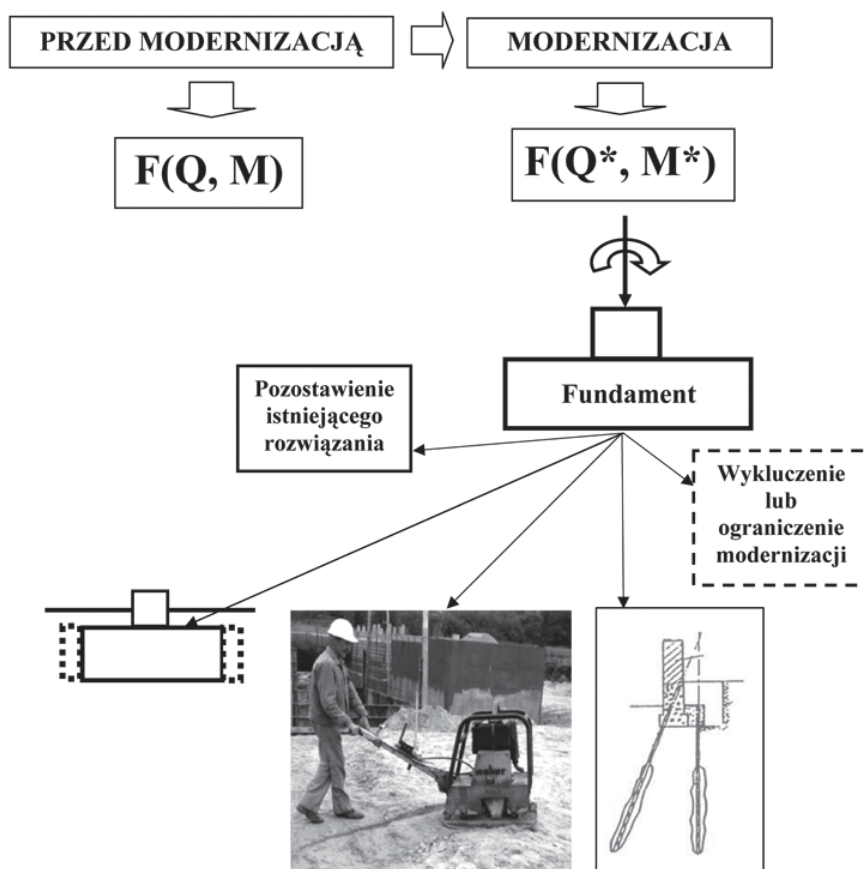 PRZED MODERNIZACJĄ
MODERNIZACJA
F(Q, M)
F(Q*, M*)
Fundament
Pozostawienie
istniejącego
rozwiązania
Wykluczenie
lub
ograniczenie
modernizacji